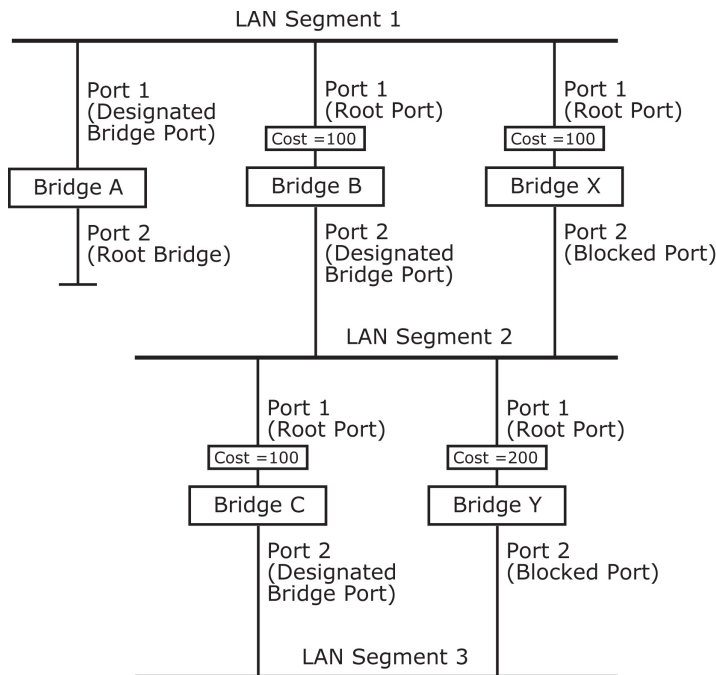 LAN Segment 1
Port 1
(Designated
Bridge Port)
Port 1
(Root Port)
Port 1
(Root Port)
Cost =100
Cost =100
Bridge A
Bridge B
Bridge X
Port 2
(Root Bridge)
Port 2
(Designated
Bridge Port)
Port 2
(Blocked Port)
LAN Segment 2
Port 1
(Root Port)
Port 1
(Root Port)
Cost =100
Cost =200
Bridge C
Bridge Y
Port 2
(Designated
Bridge Port)
Port 2
(Blocked Port)
LAN Segment 3